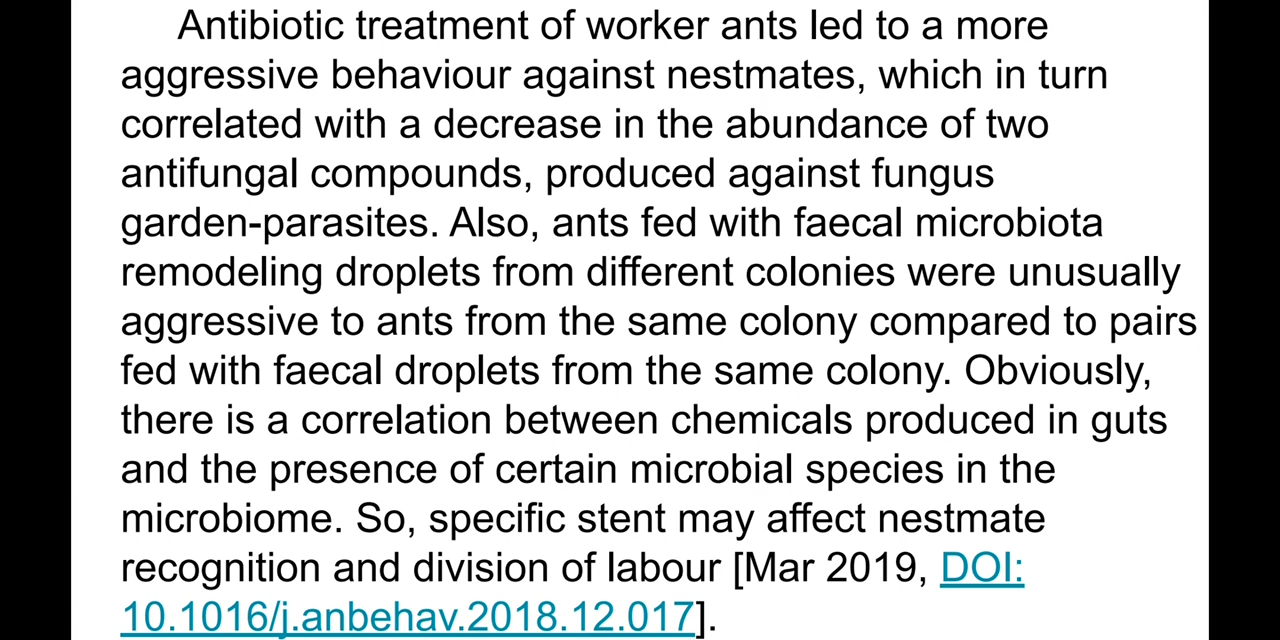 Antibiotic treatment of worker ants led to a more
aggressive behaviour against nestmates, which in turn
correlated with a decrease in the abundance of two
antifungal compounds, produced against fungus
garden-parasites. Also, ants fed with faecal microbiota
remodeling droplets from different colonies were unusually
aggressive to ants from the same colony compared to pairs
fed with faecal droplets from the same colony. Obviously,
there is a correlation between chemicals produced in guts
and the presence of certain microbial species in the
microbiome. So, specific stent may affect nestmate
recognition and division of labour [Mar 2019, DOI:
10.1016/j.anbehav.2018.12.017].